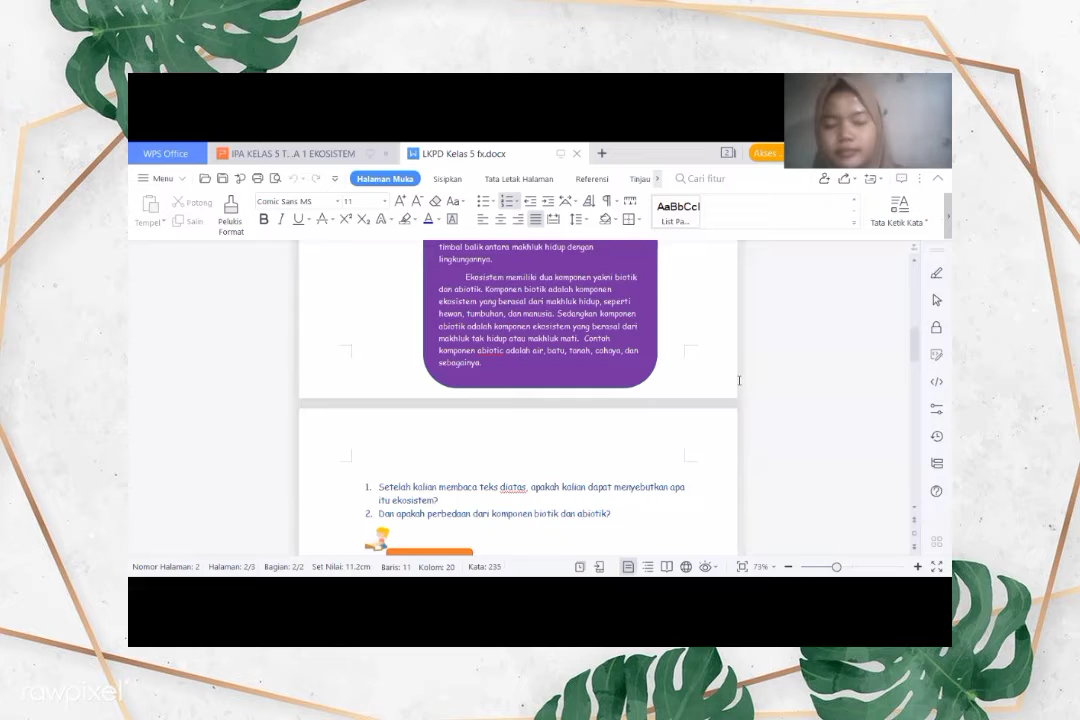 WPS Office
IPA KELAS 5 T...A 1 EKOSISTEM
LKPD Kelas 5 fx.docx
2
Akses
Menu
Halaman Muka
Sisipkan
Tata Letak Halaman
Referensi
Tinjau
Cari fitur
Tempel
Potong
Salin
Pelukis
Format
Comic Sans MS
11
AaBbCcI
List Pa...
Tata Ketik Kata
timbal balik antara makhluk hidup dengan
lingkungannya.
Ekosistem memiliki dua komponen yakni biotik
dan abiotik. Komponen biotik adalah komponen
ekosistem yang berasal dari makhluk hidup, seperti
hewan, tumbuhan, dan manusia. Sedangkan komponen
abiotik adalah komponen ekosistem yang berasal dari
makhluk tak hidup atau makhluk mati. Contoh
komponen abiotic adalah air, batu, tanah, cahaya, dan
sebagainya.
1. Setelah kalian membaca teks diatas, apakah kalian dapat menyebutkan apa
itu ekosistem?
2. Dan apakah perbedaan dari komponen biotik dan abiotik?
Nomor Halaman: 2 Halaman: 2/3 Bagian: 2/2 Set Nilai: 11.2cm Baris: 11 Kolom: 20 Kata: 235
73%
rawpixel